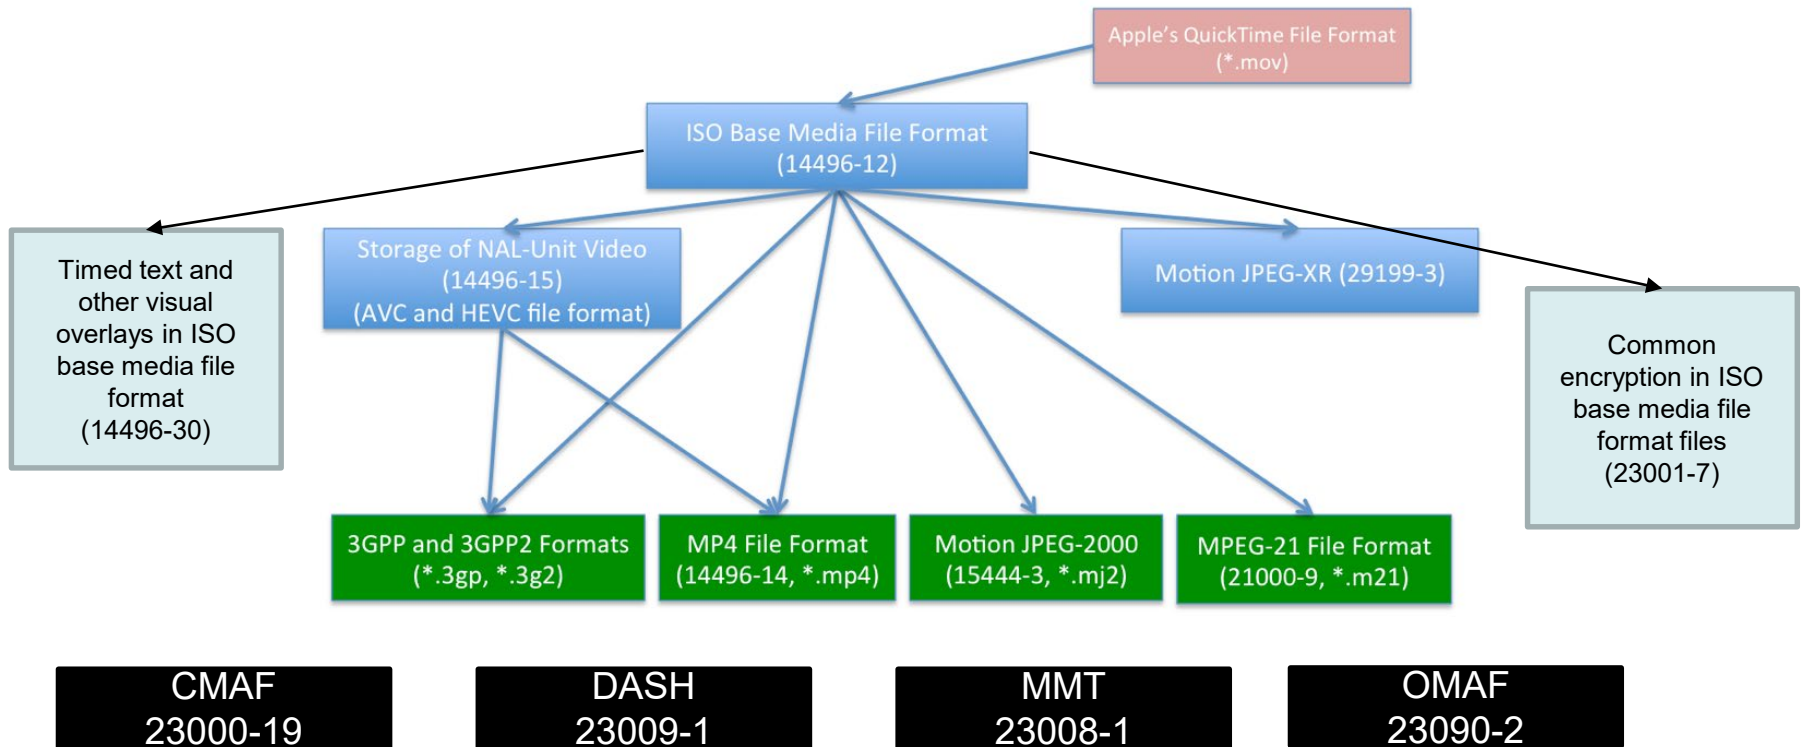 Apple's QuickTime File Format
(*.mov)
ISO Base Media File Format
(14496-12)
Timed text and
other visual
overlays in ISO
base media file
format
(14496-30)
Storage of NAL-Unit Video
(14496-15)
(AVC and HEVC file format)
Motion JPEG-XR (29199-3)
Common
encryption in ISO
base media file
format files
(23001-7)
3GPP and 3GPP2 Formats
(*.3gp, *.3g2)
MP4 File Format
(14496-14, *.mp4)
Motion JPEG-2000
(15444-3, *.mj2)
MPEG-21 File Format
(21000-9, *.m21)
CMAF
23000-19
DASH
23009-1
MMT
23008-1
OMAF
23090-2